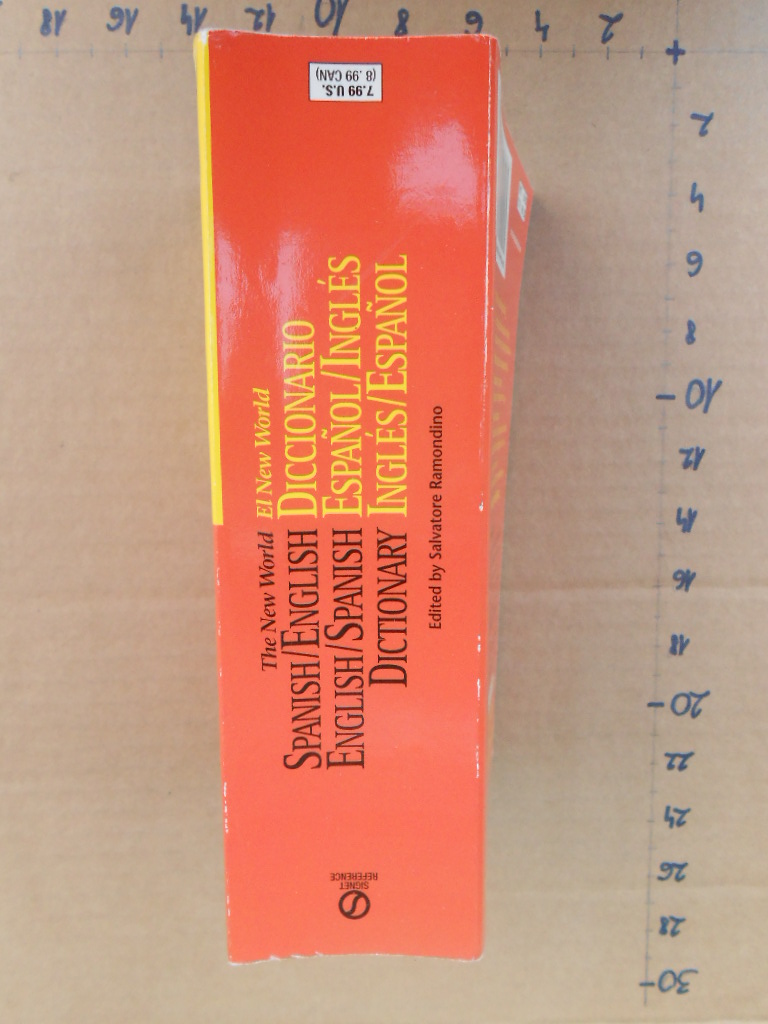 El New World
DICCIONARIO
ESPAÑOL/INGLÉS
INGLÉS/ESPAÑOL
The New World
SPANISH/ENGLISH
ENGLISH/SPANISH
DICTIONARY
Edited by Salvatore Ramondino
7.99 U.S.
(8.99 CAN)
SIGNET
REFERENCE
18 16 14 12 10 8 6 4 2
2
4
6
8
10
12
14
16
18
20
22
24
26
28
30